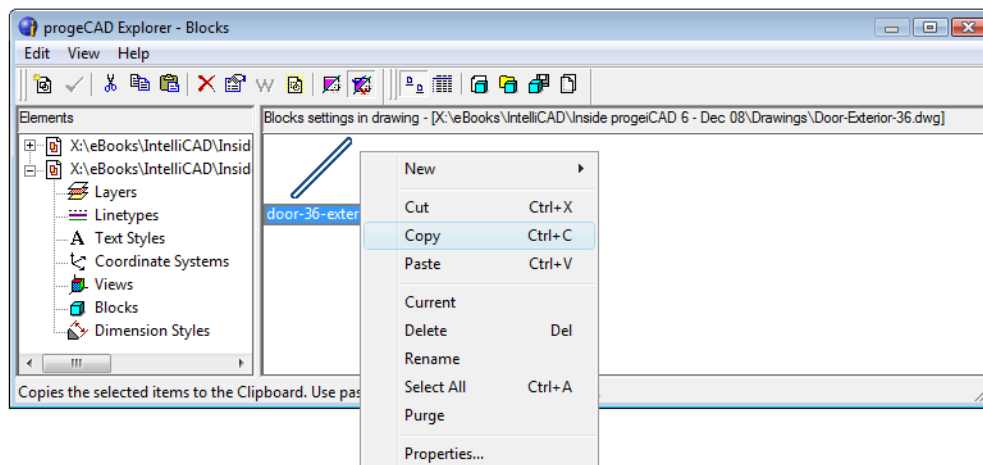 progeCAD Explorer - Blocks
Edit View Help
Elements
Blocks settings in drawing - [X:\eBooks\IntelliCAD\Inside progeiCAD 6 - Dec 08\Drawings\Door-Exterior-36.dwg]
X:\eBooks\IntelliCAD\Insid
X:\eBooks\IntelliCAD\Insid
Layers
Linetypes
Text Styles
Coordinate Systems
Views
Blocks
Dimension Styles
door-36-exter
New
Cut Ctrl+X
Copy Ctrl+C
Paste Ctrl+V
Current
Delete Del
Rename
Select All Ctrl+A
Purge
Properties...
Copies the selected items to the Clipboard. Use pas